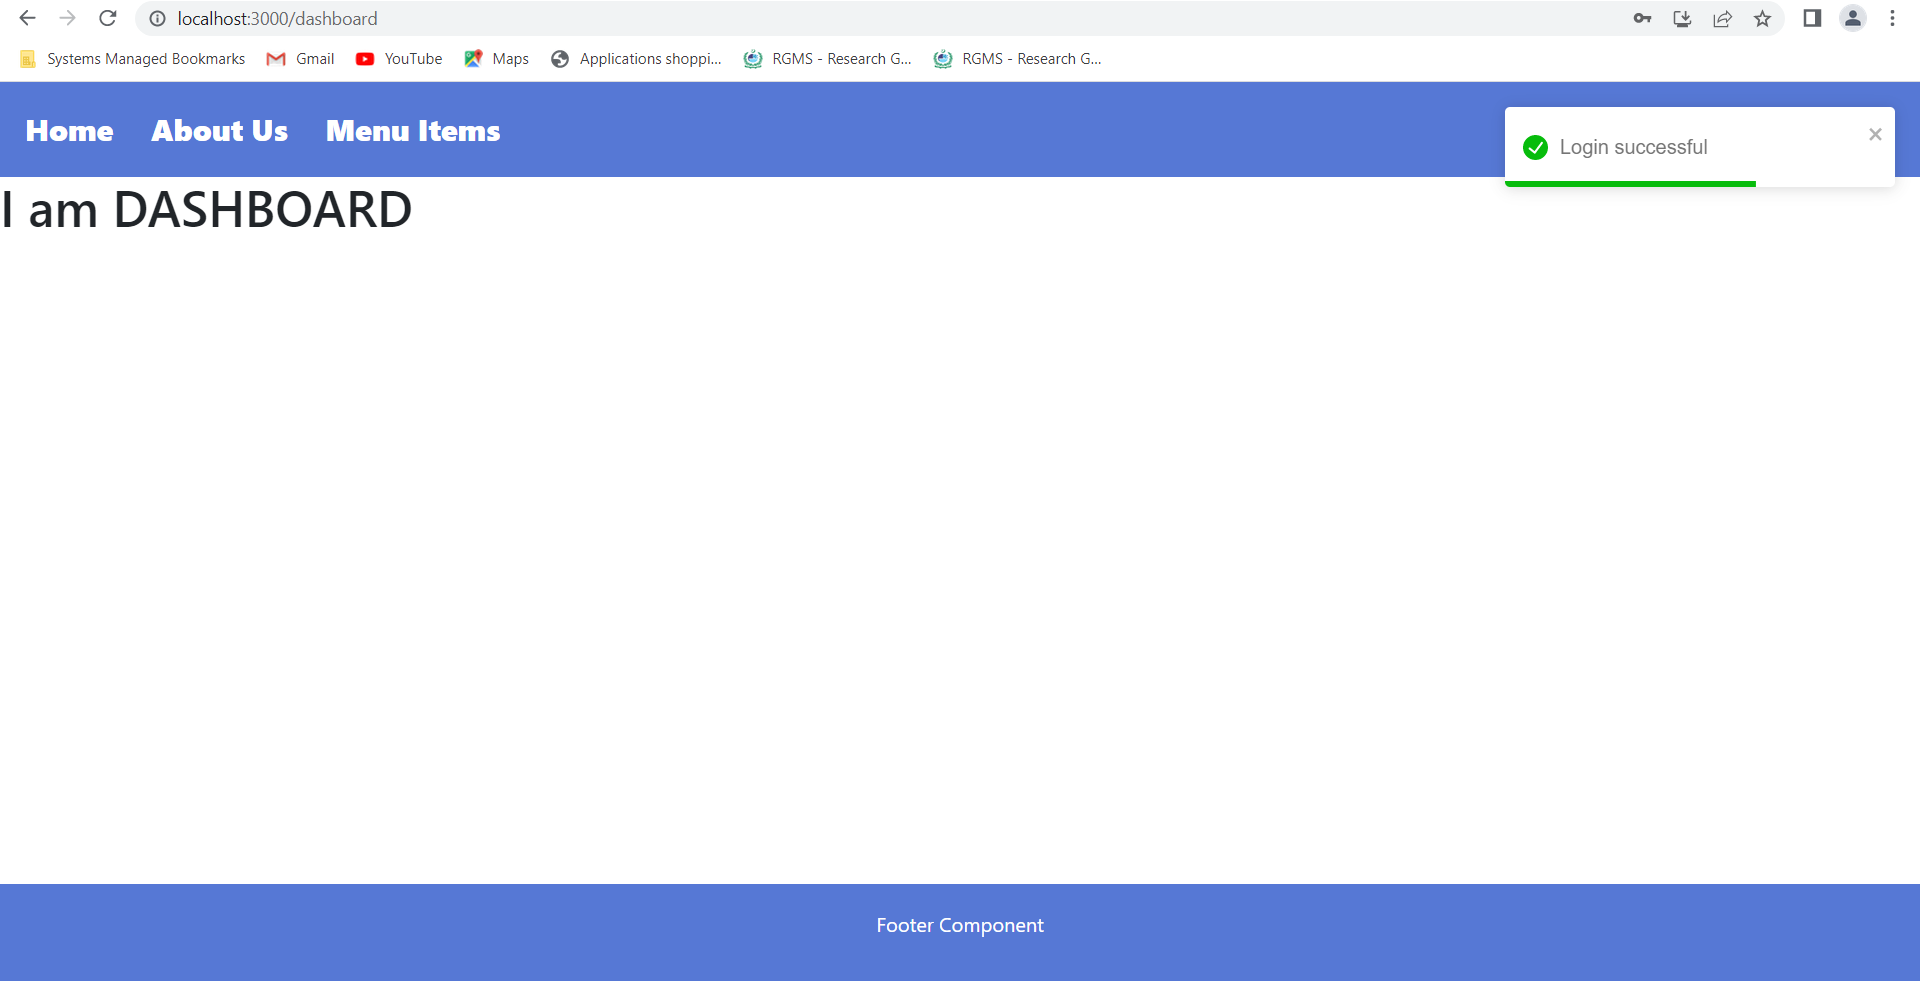 localhost:3000/dashboard
Systems Managed Bookmarks Gmail YouTube Maps Applications shoppi... RGMS - Research G... RGMS - Research G...
Home About Us Menu Items
Login successful
I am DASHBOARD
Footer Component